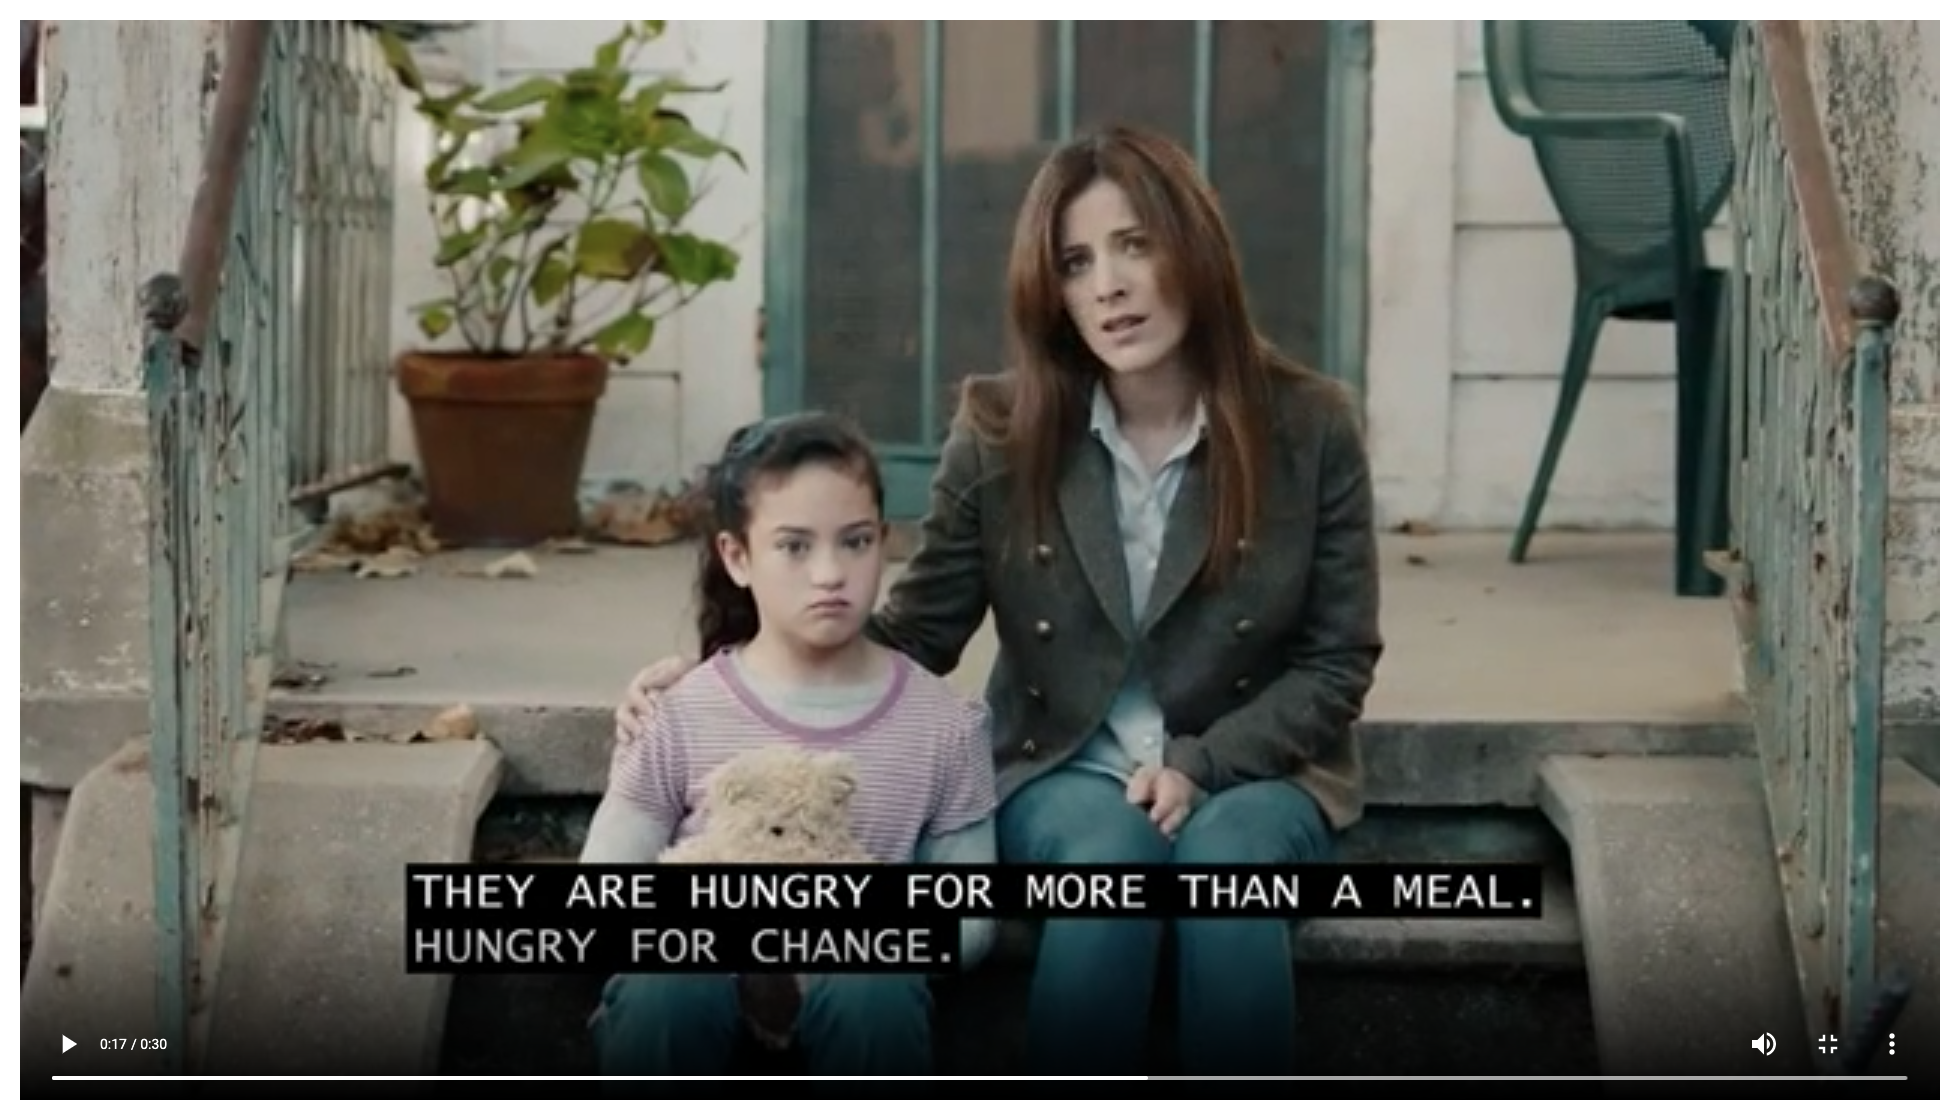 THEY ARE HUNGRY FOR MORE THAN A MEAL.
HUNGRY FOR CHANGE.
0:17 / 0:30